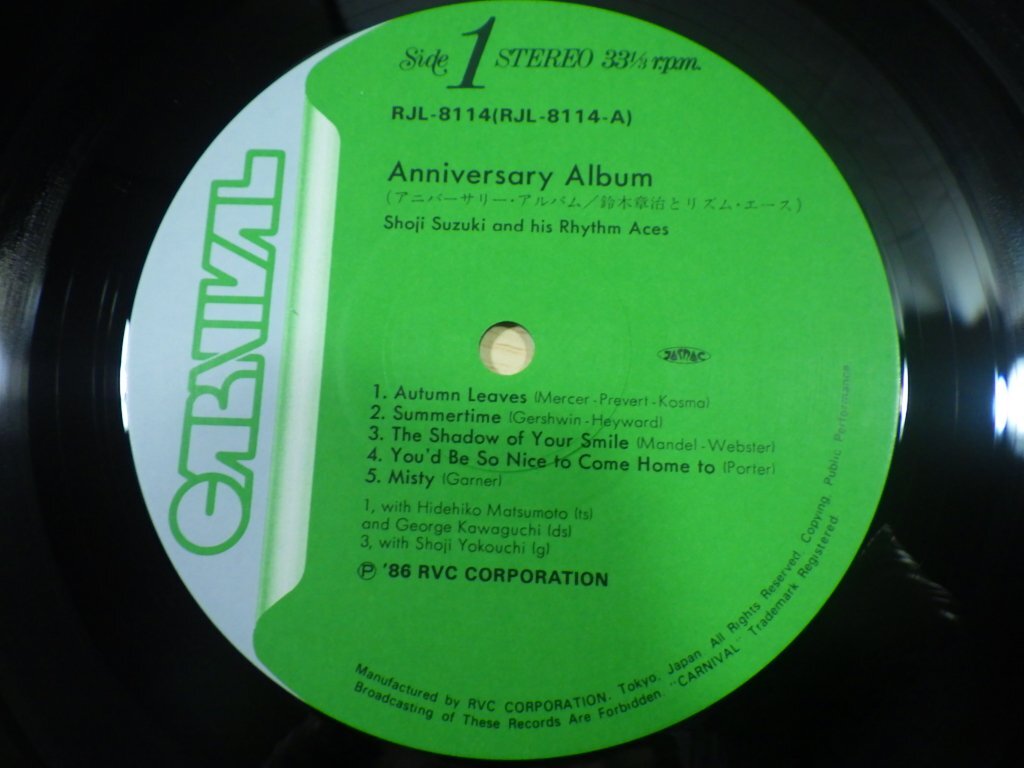 Side 1 STEREO 33⅓ r.p.m.
RJL-8114(RJL-8114-A)
Anniversary Album
(アニバーサリー・アルバム/鈴木章治とリズム・エース)
Shoji Suzuki and his Rhythm Aces
CARNIVAL
JASRAC
1. Autumn Leaves (Mercer-Prevert-Kosma)
2. Summertime (Gershwin-Heyward)
3. The Shadow of Your Smile (Mandel-Webster)
4. You'd Be So Nice to Come Home to (Porter)
5. Misty (Garner)
1, with Hidehiko Matsumoto (ts)
and George Kawaguchi (ds)
3, with Shoji Yokouchi (g)
Ⓟ '86 RVC CORPORATION
Manufactured by RVC CORPORATION. Tokyo, Japan All Rights Reserved. Copying, Public Performance
Broadcasting of These Records Are Forbidden. "CARNIVAL" Trademark Registered